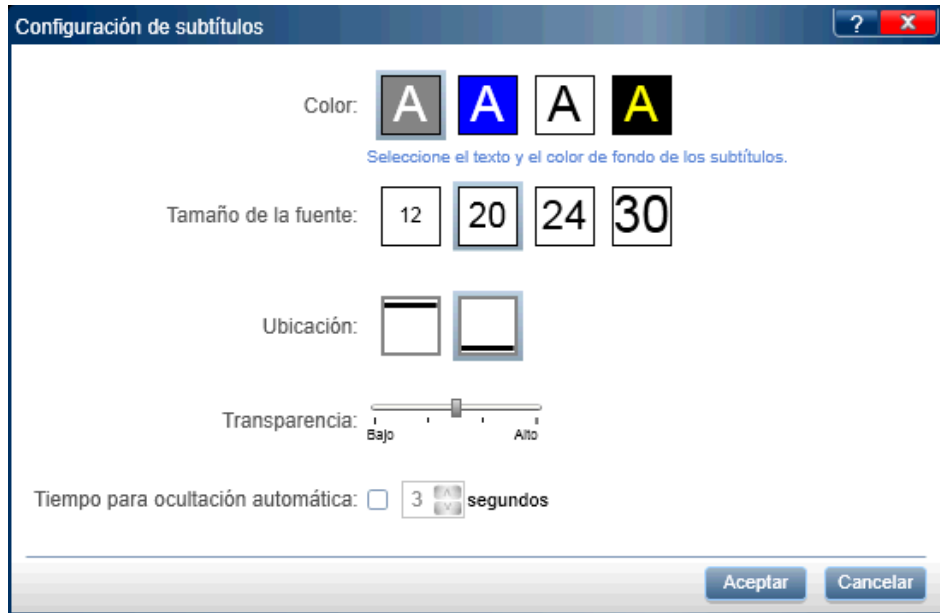 Configuración de subtítulos ? X
Color: A A A A
Seleccione el texto y el color de fondo de los subtítulos.
Tamaño de la fuente: 12 20 24 30
Ubicación:
Transparencia:
Bajo Alto
Tiempo para ocultación automática: 3 segundos
Aceptar Cancelar